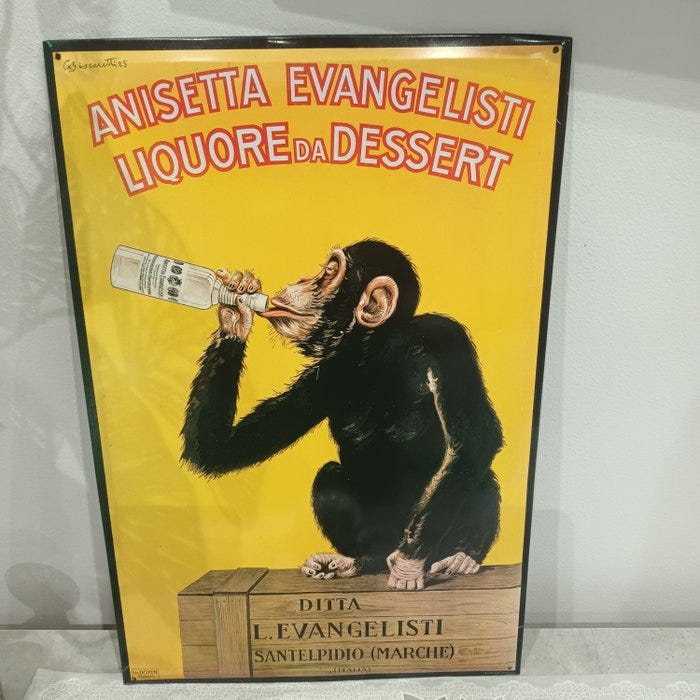 ANISETTA EVANGELISTI
LIQUORE DA DESSERT
DITTA
L. EVANGELISTI
SANTELPIDIO (MARCHE)
(ITALIA)